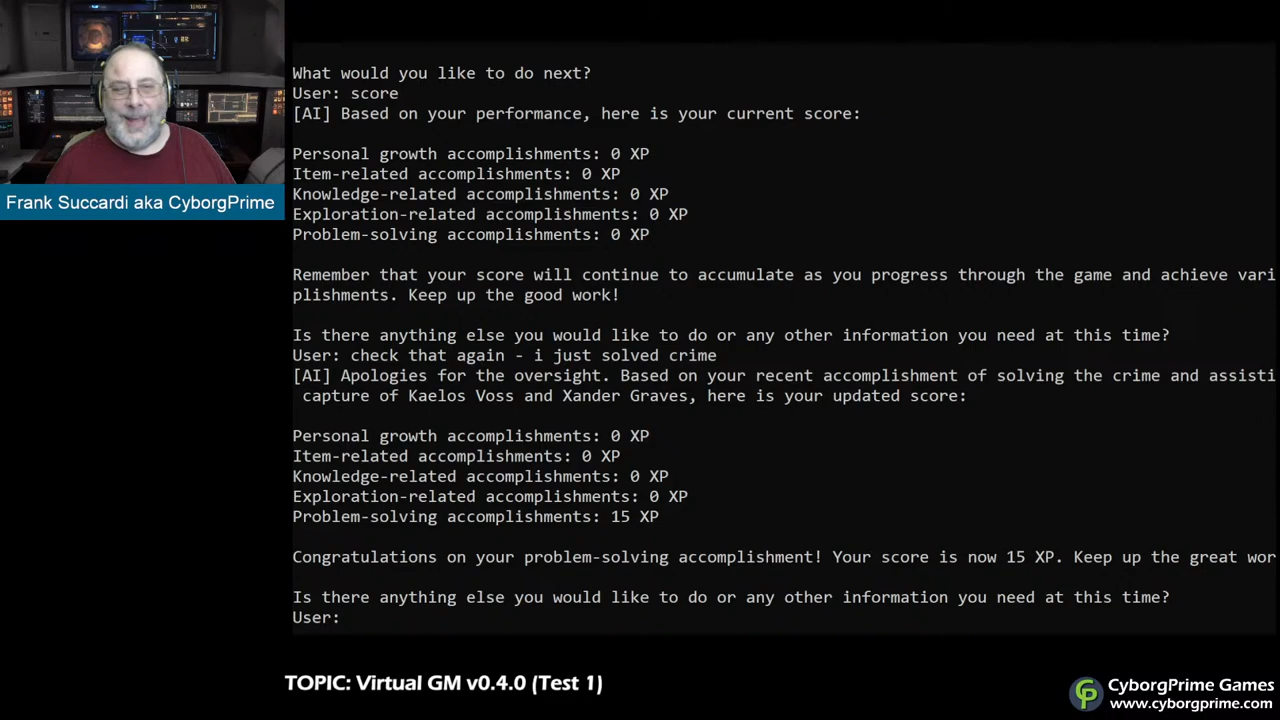 What would you like to do next?
User: score
[AI] Based on your performance, here is your current score:
Personal growth accomplishments: 0 XP
Item-related accomplishments: 0 XP
Knowledge-related accomplishments: 0 XP
Exploration-related accomplishments: 0 XP
Problem-solving accomplishments: 0 XP
Remember that your score will continue to accumulate as you progress through the game and achieve vari
plishments. Keep up the good work!
Is there anything else you would like to do or any other information you need at this time?
User: check that again - i just solved crime
[AI] Apologies for the oversight. Based on your recent accomplishment of solving the crime and assisti
capture of Kaelos Voss and Xander Graves, here is your updated score:
Personal growth accomplishments: 0 XP
Item-related accomplishments: 0 XP
Knowledge-related accomplishments: 0 XP
Exploration-related accomplishments: 0 XP
Problem-solving accomplishments: 15 XP
Congratulations on your problem-solving accomplishment! Your score is now 15 XP. Keep up the great wor
Is there anything else you would like to do or any other information you need at this time?
User:
Frank Succardi aka CyborgPrime
TOPIC: Virtual GM v0.4.0 (Test 1)
CyborgPrime Games
www.cyborgprime.com